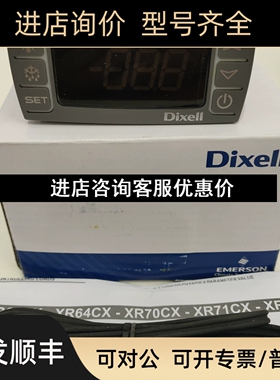 进店询价 型号齐全
-888
SET
Dixell
Dixell
进店咨询客服优惠价
EMERSON
XR64CX - XR70CX - XR71CX - XR
发顺丰
可对公 可开专票/普